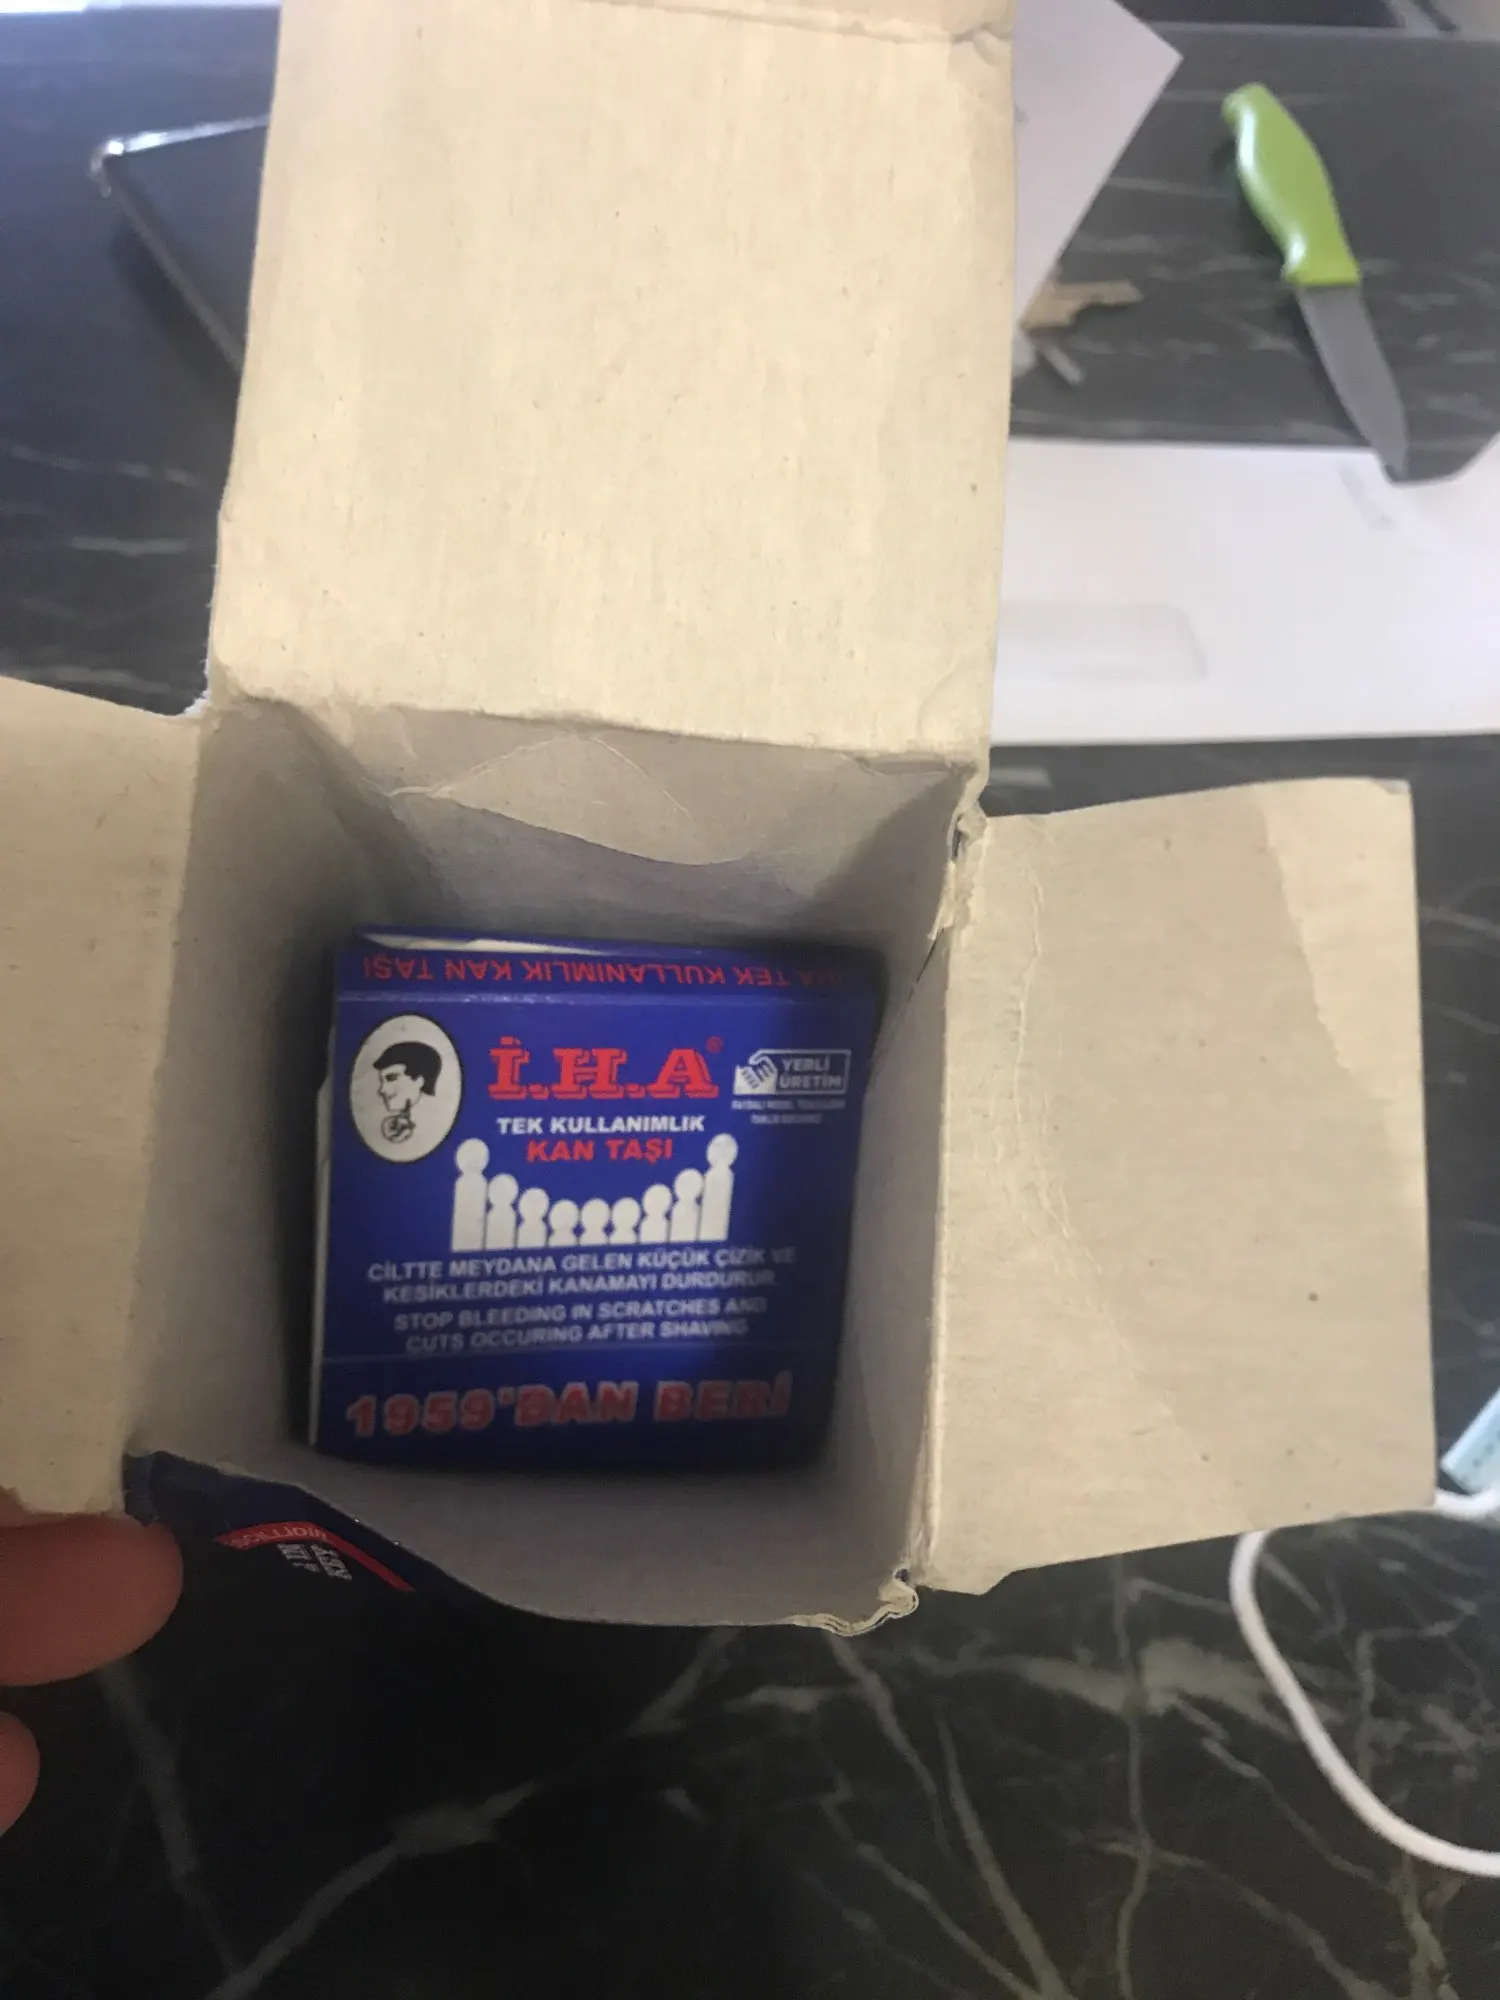 İHA TEK KULLANIMLIK KAN TAŞI
İ.H.A®
YERLİ
ÜRETİM
TEK KULLANIMLIK
KAN TAŞI
CİLTTE MEYDANA GELEN KÜÇÜK ÇİZİK VE
KESİKLERDEKİ KANAMAYI DURDURUR
STOP BLEEDING IN SCRATCHES AND
CUTS OCCURING AFTER SHAVING
1959'DAN BERİ